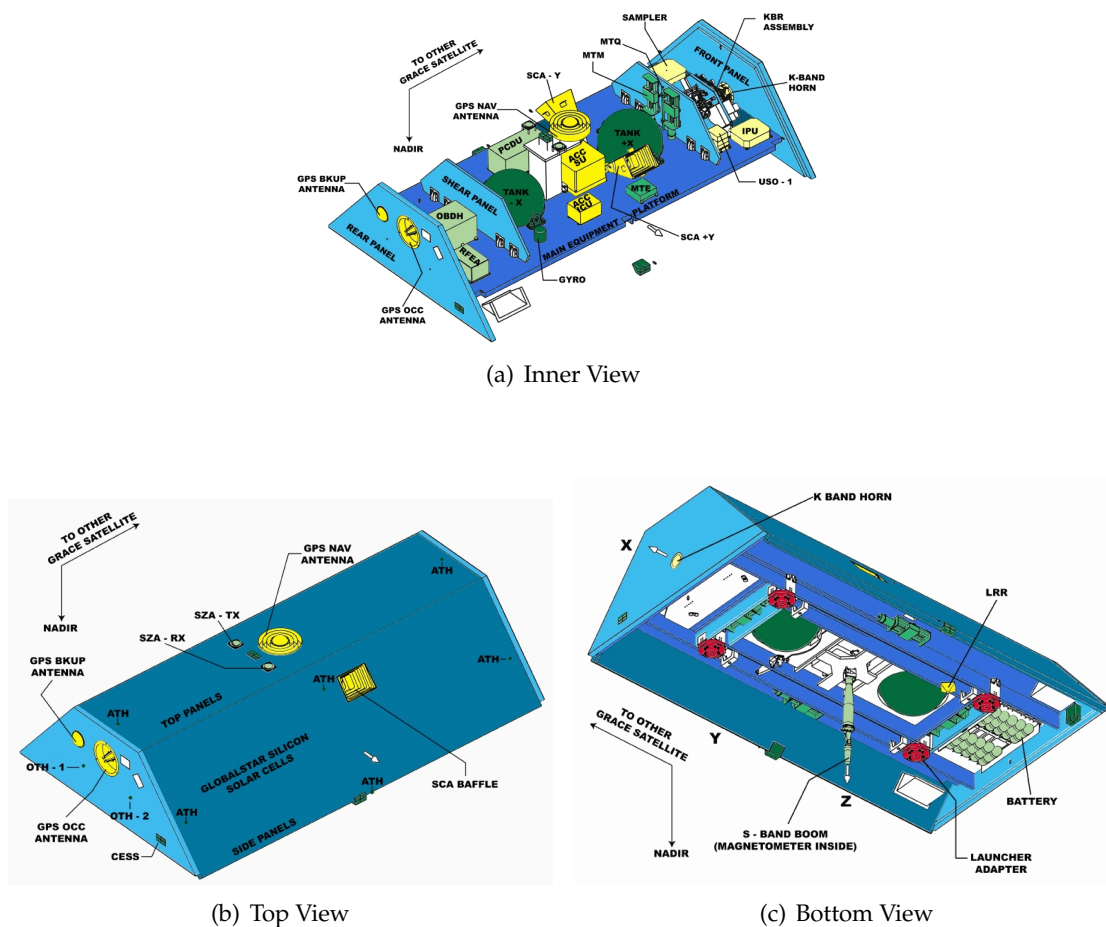 SAMPLER
KBR
ASSEMBLY
MTQ
MTM
FRONT PANEL
K-BAND
HORN
TO OTHER
GRACE SATELLITE
SCA - Y
GPS NAV
ANTENNA
NADIR
PCDU
TANK
+X
IPU
ACC
SU
GPS BKUP
ANTENNA
SHEAR PANEL
USO - 1
TANK
- X
MTE
OBDH
ACC
ICU
REAR PANEL
MAIN EQUIPMENT PLATFORM
SCA +Y
RFEA
GYRO
GPS OCC
ANTENNA
(a) Inner View
TO OTHER
GRACE SATELLITE
GPS NAV
ANTENNA
ATH
SZA - TX
NADIR
SZA - RX
GPS BKUP
ANTENNA
ATH
ATH
TOP PANELS
ATH
OTH - 1
GLOBALSTAR SILICON
SOLAR CELLS
SCA BAFFLE
OTH - 2
ATH
ATH
GPS OCC
ANTENNA
SIDE PANELS
CESS
(b) Top View
K BAND HORN
X
LRR
TO OTHER
GRACE SATELLITE
Y
BATTERY
Z
S - BAND BOOM
(MAGNETOMETER INSIDE)
NADIR
LAUNCHER
ADAPTER
(c) Bottom View